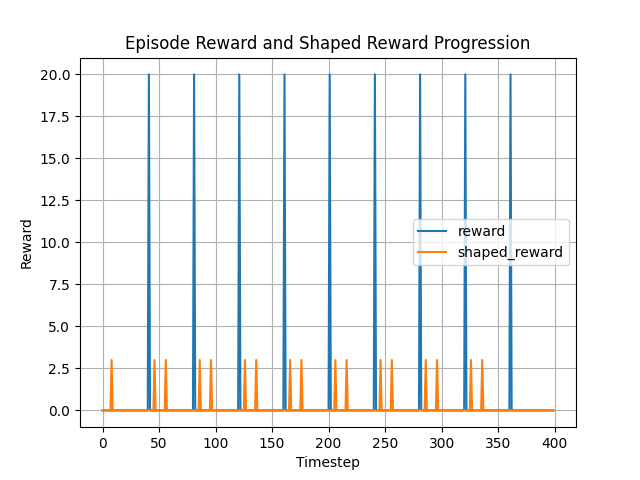 Episode Reward and Shaped Reward Progression
20.0
17.5
15.0
12.5
10.0
7.5
5.0
2.5
0.0
Reward
reward
shaped_reward
0 50 100 150 200 250 300 350 400
Timestep